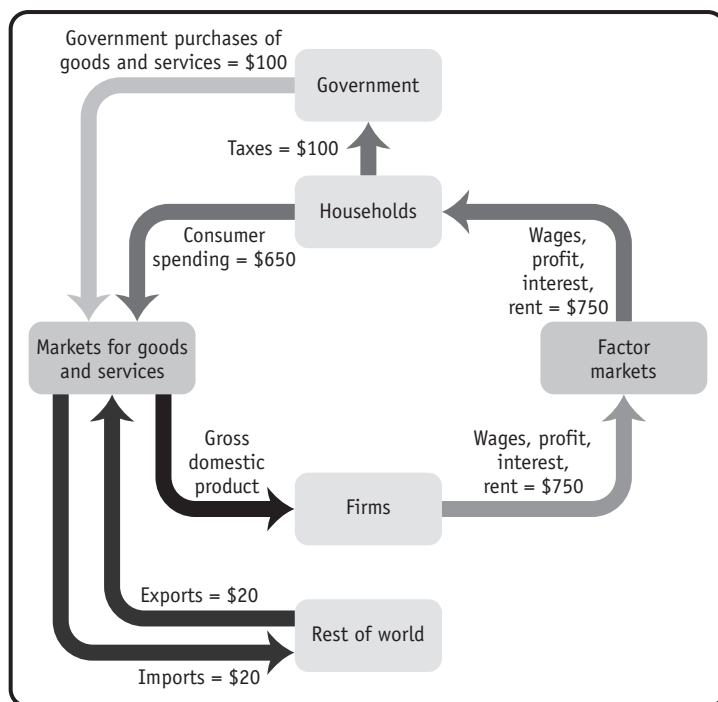 Government purchases of
goods and services = $100
Government
Taxes = $100
Households
Consumer
spending = $650
Wages,
profit,
interest,
rent = $750
Markets for goods
and services
Factor
markets
Gross
domestic
product
Wages, profit,
interest,
rent = $750
Firms
Exports = $20
Rest of world
Imports = $20